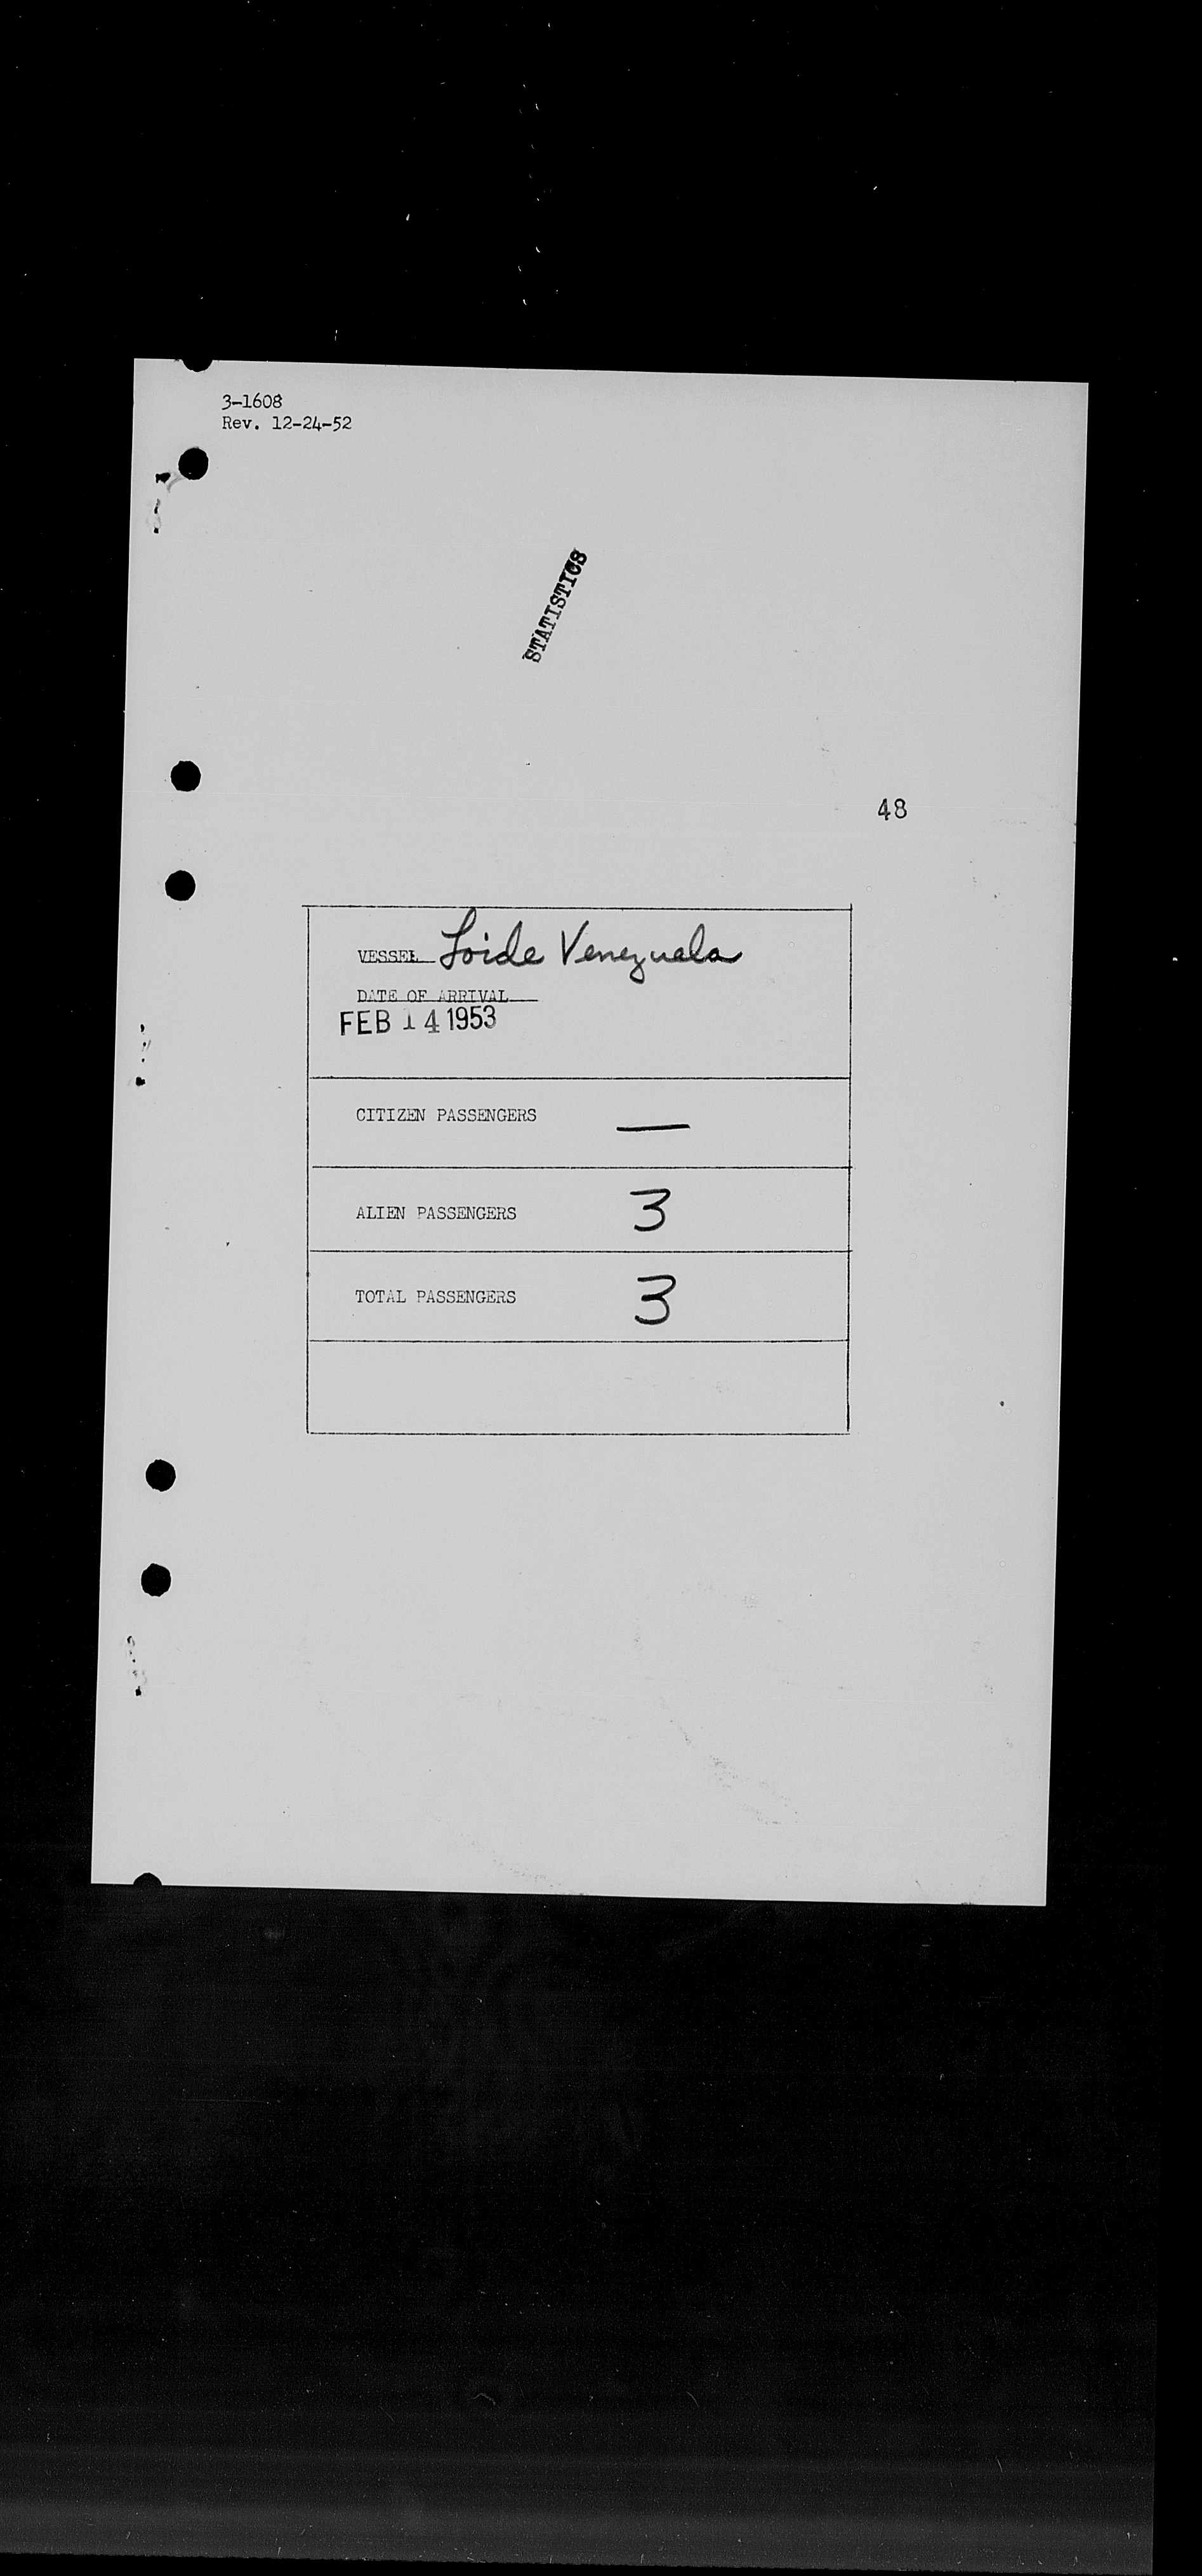 3-1608
Rev. 12-24-52
STATISTICS
48
VESSEL Loide Venezuela
DATE OF ARRIVAL
FEB 14 1953
CITIZEN PASSENGERS —
ALIEN PASSENGERS 3
TOTAL PASSENGERS 3